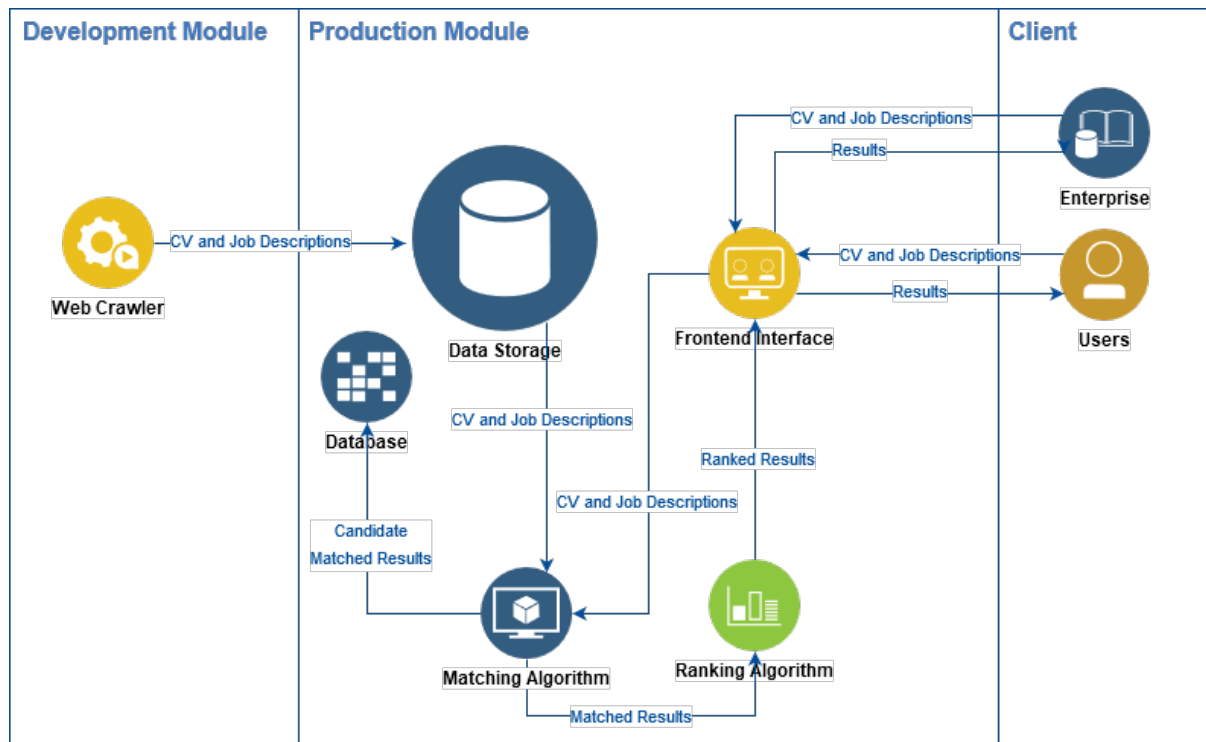 Development Module
Production Module
Client
CV and Job Descriptions
Results
Enterprise
CV and Job Descriptions
Web Crawler
CV and Job Descriptions
Results
Data Storage
Frontend Interface
Users
Database
CV and Job Descriptions
Ranked Results
CV and Job Descriptions
Candidate
Matched Results
Matching Algorithm
Ranking Algorithm
Matched Results